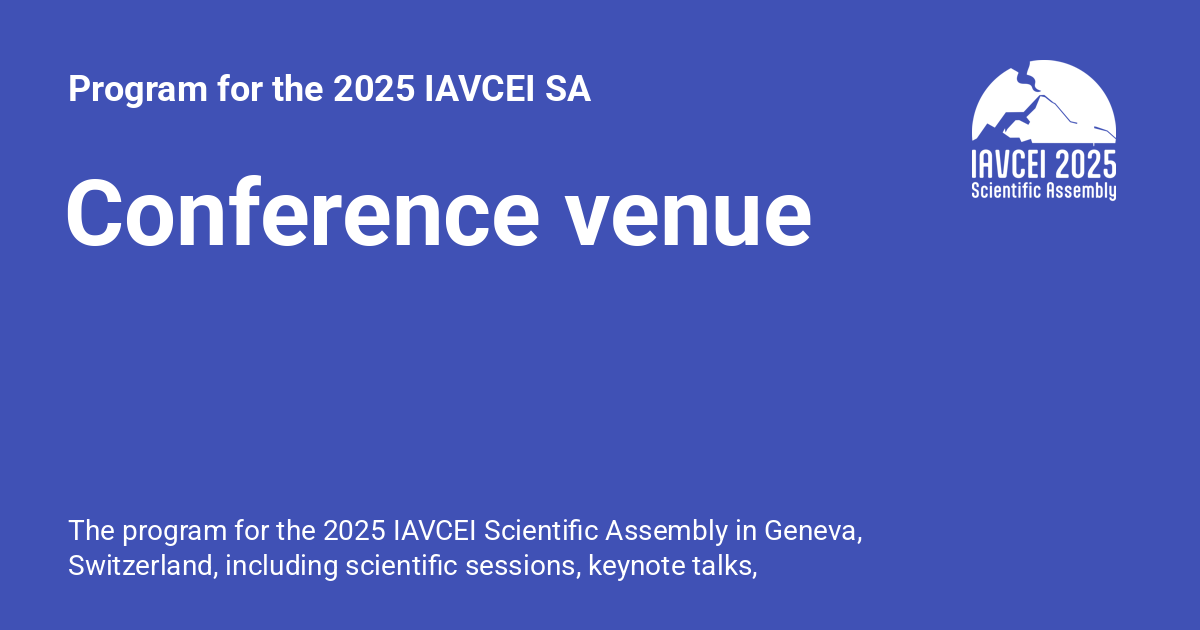 Program for the 2025 IAVCEI SA
IAVCEI 2025
Scientific Assembly
Conference venue
The program for the 2025 IAVCEI Scientific Assembly in Geneva,
Switzerland, including scientific sessions, keynote talks,